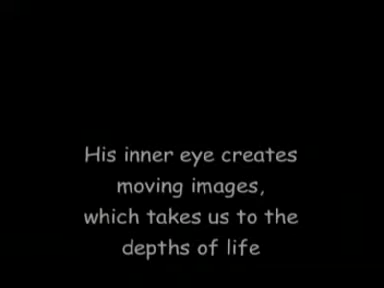 His inner eye creates
moving images,
which takes us to the
depths of life